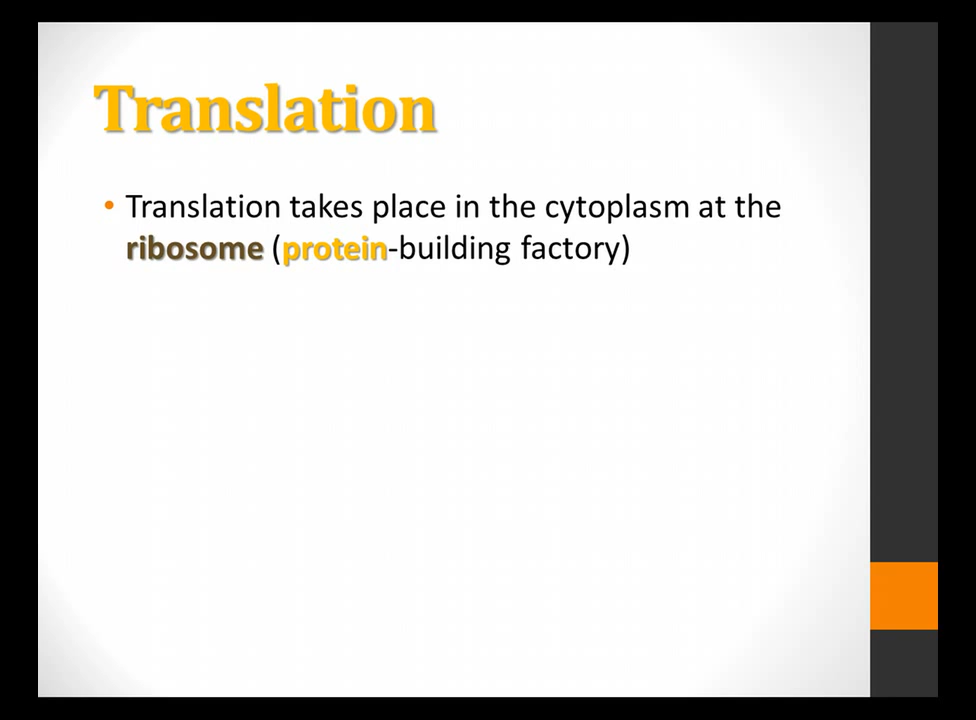 Translation
• Translation takes place in the cytoplasm at the
ribosome (protein-building factory)